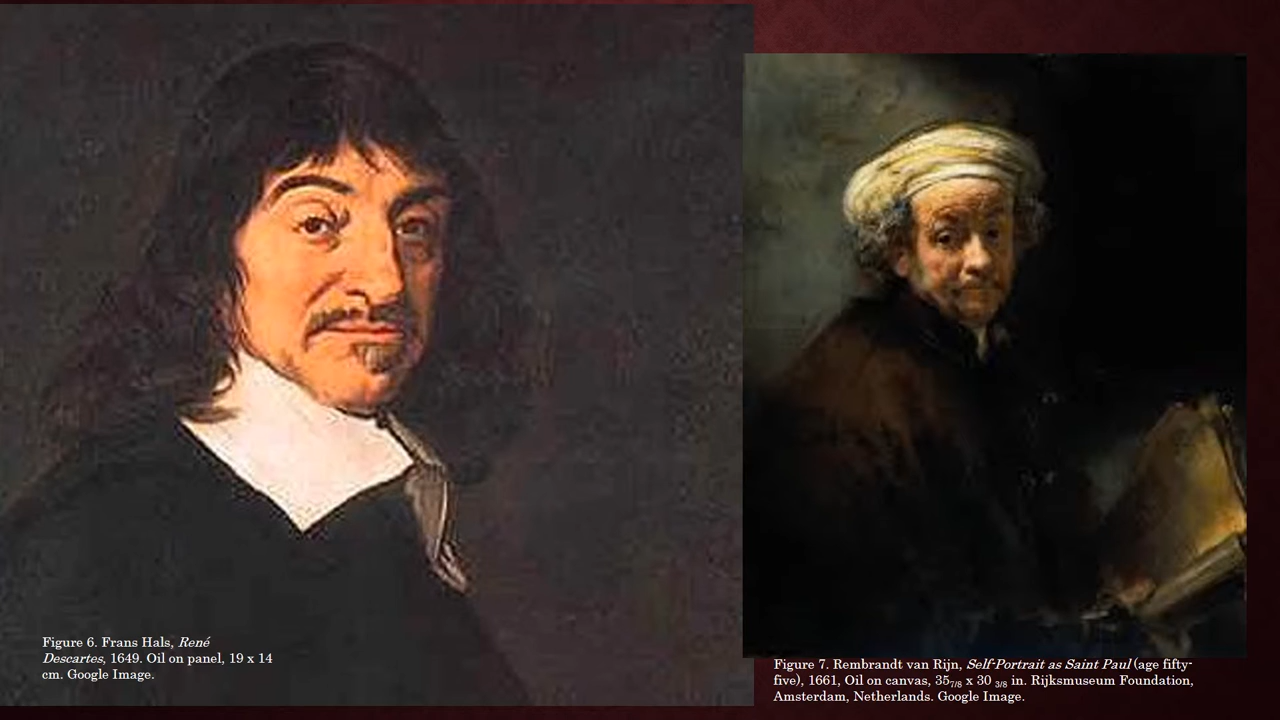 Figure 6. Frans Hals, René
Descartes, 1649. Oil on panel, 19 x 14
cm. Google Image.
Figure 7. Rembrandt van Rijn, Self-Portrait as Saint Paul (age fifty-
five), 1661, Oil on canvas, 35 7/8 x 30 3/8 in. Rijksmuseum Foundation,
Amsterdam, Netherlands. Google Image.